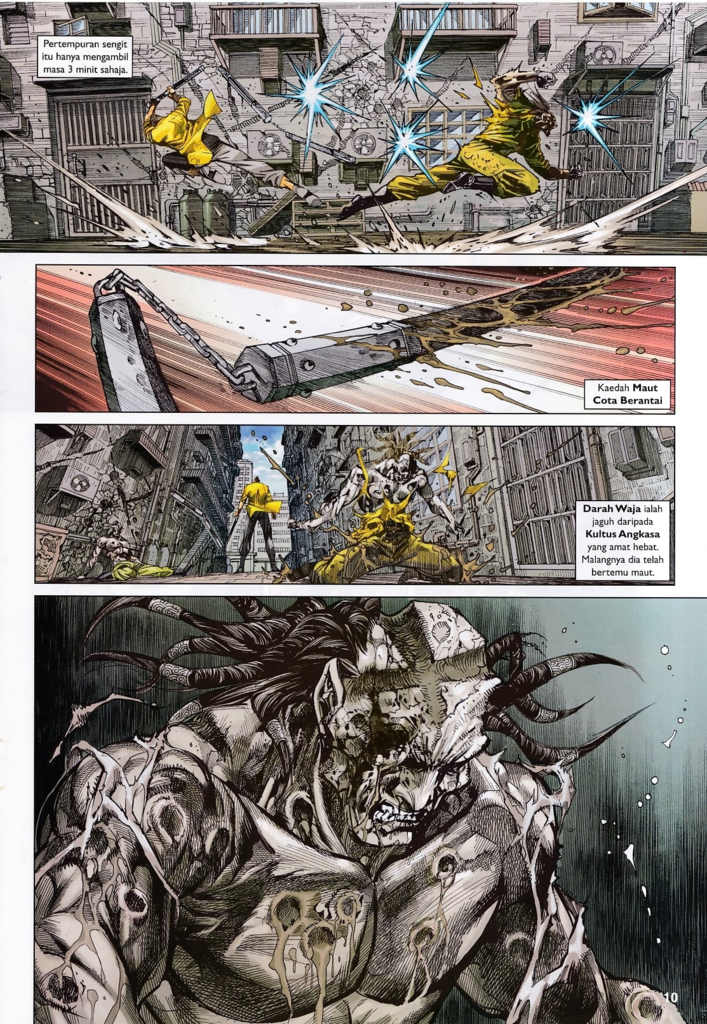 Pertempuran sengit
itu hanya mengambil
masa 3 minit sahaja.
Kaedah Maut
Cota Berantai
Darah Waja ialah
jaguh daripada
Kultus Angkasa
yang amat hebat.
Malangnya dia telah
bertemu maut.
10